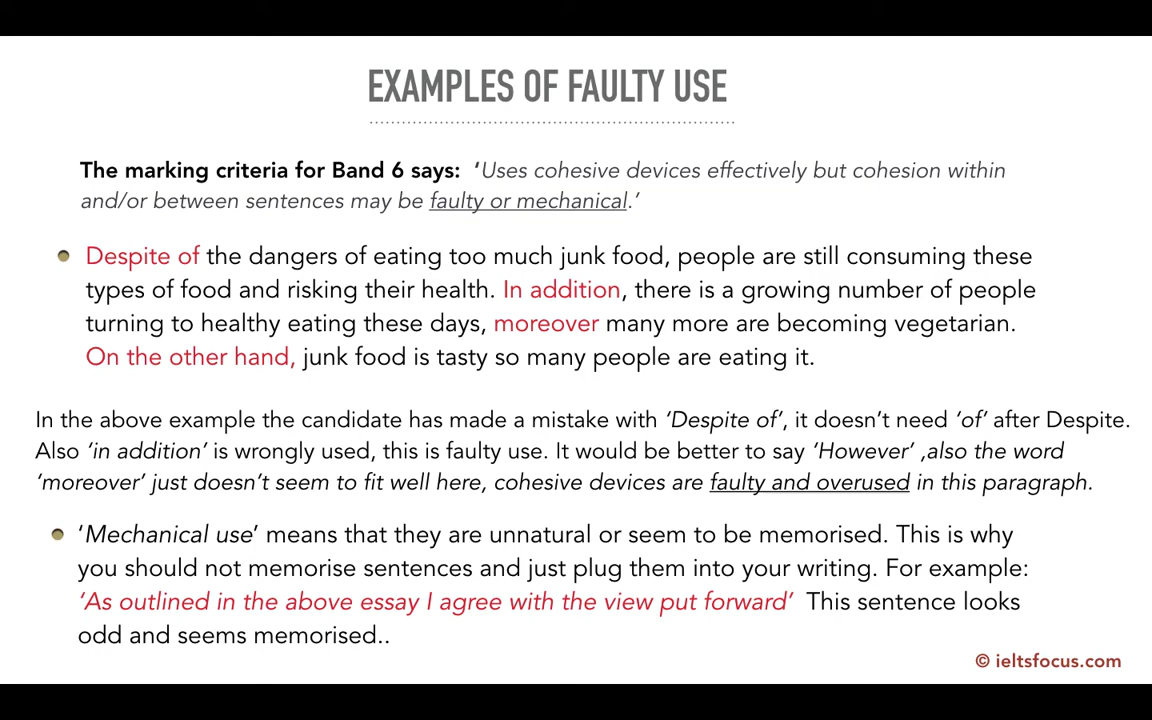 EXAMPLES OF FAULTY USE
The marking criteria for Band 6 says: ‘Uses cohesive devices effectively but cohesion within
and/or between sentences may be faulty or mechanical.’
Despite of the dangers of eating too much junk food, people are still consuming these
types of food and risking their health. In addition, there is a growing number of people
turning to healthy eating these days, moreover many more are becoming vegetarian.
On the other hand, junk food is tasty so many people are eating it.
In the above example the candidate has made a mistake with ‘Despite of’, it doesn’t need ‘of’ after Despite.
Also ‘in addition’ is wrongly used, this is faulty use. It would be better to say ‘However’ ,also the word
‘moreover’ just doesn’t seem to fit well here, cohesive devices are faulty and overused in this paragraph.
‘Mechanical use’ means that they are unnatural or seem to be memorised. This is why
you should not memorise sentences and just plug them into your writing. For example:
‘As outlined in the above essay I agree with the view put forward’ This sentence looks
odd and seems memorised..
© ieltsfocus.com